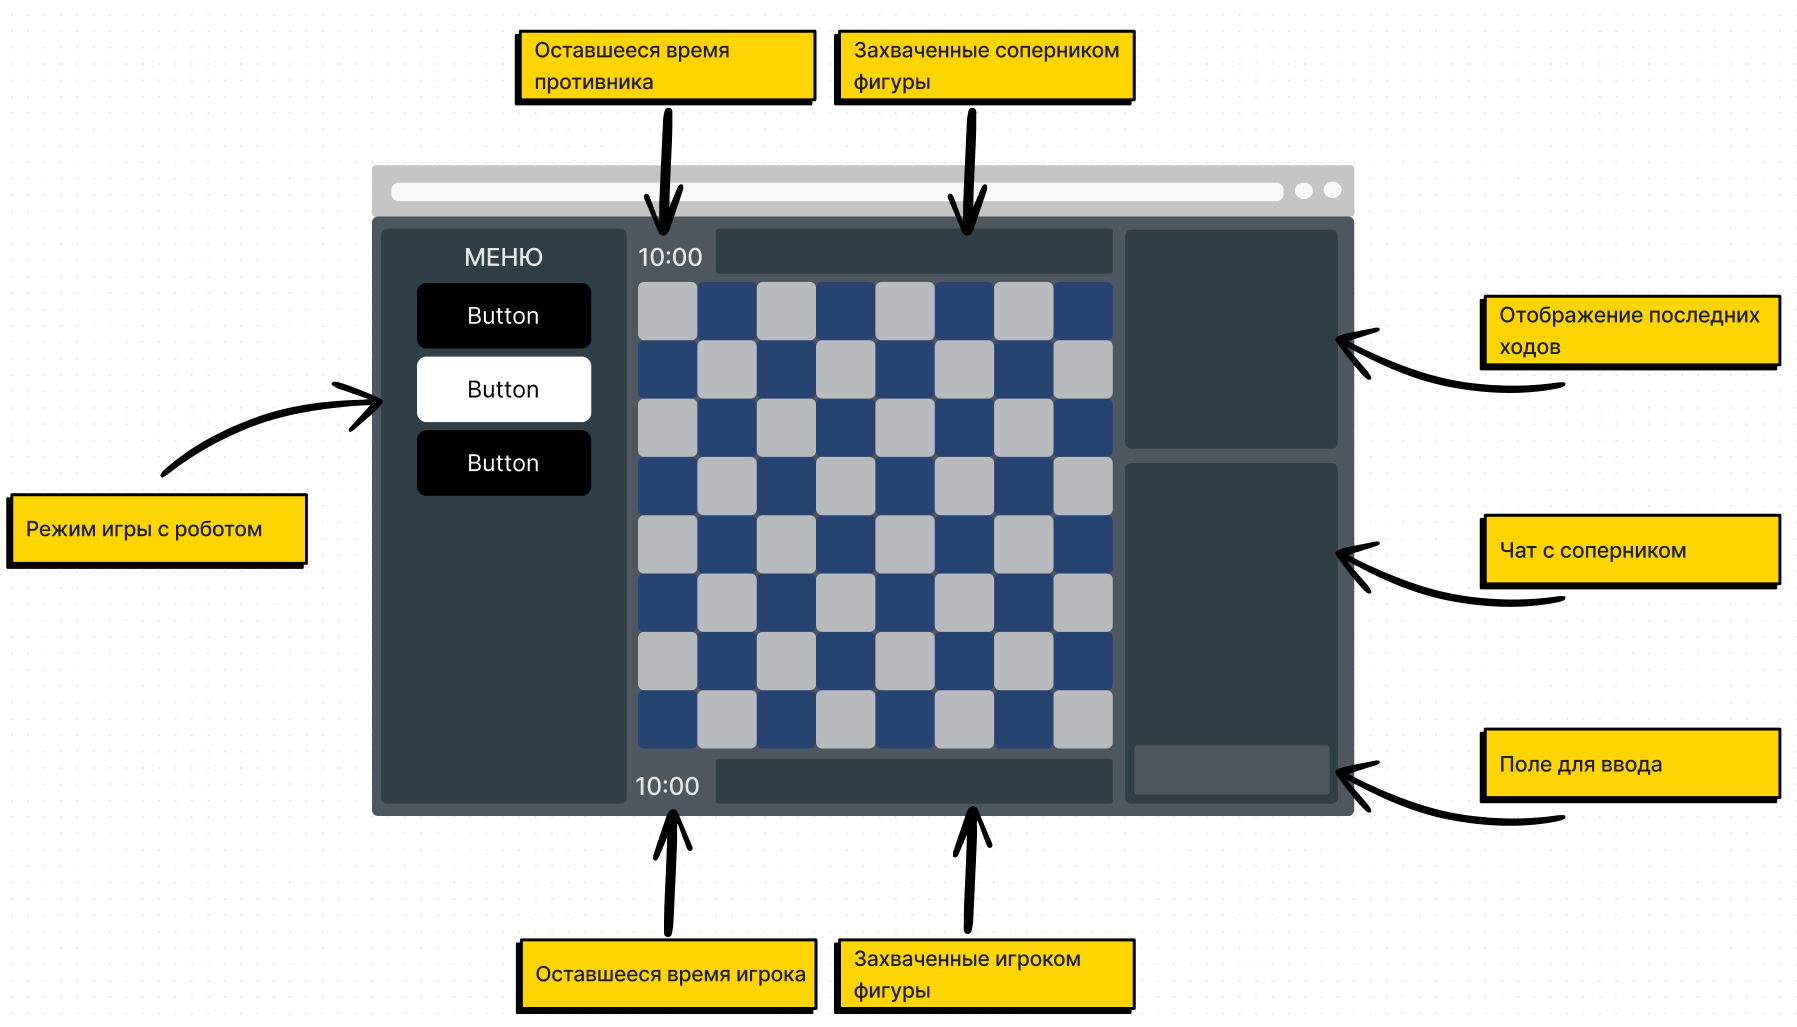 Оставшееся время
противника
Захваченные соперником
фигуры
МЕНЮ
Button
Button
Button
10:00
10:00
Режим игры с роботом
Отображение последних
ходов
Чат с соперником
Поле для ввода
Оставшееся время игрока
Захваченные игроком
фигуры